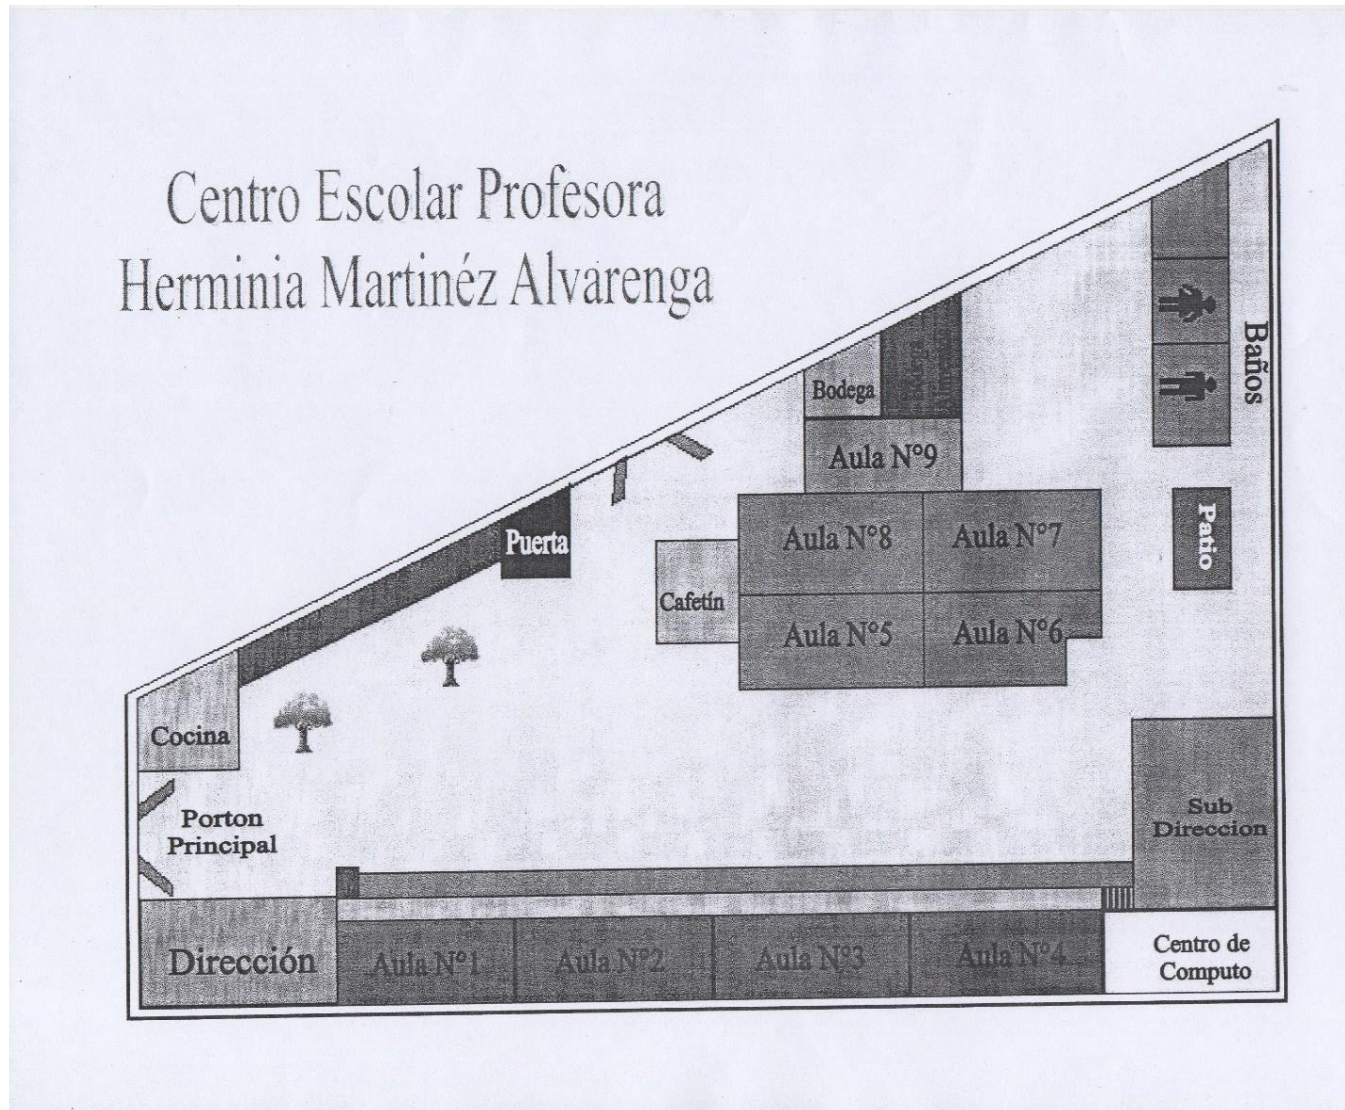 Centro Escolar Profesora
Herminia Martinéz Alvarenga
Baños
Bodega
Bodega
Aula N°9
Puerta
Aula N°8
Aula N°7
Patio
Cafetín
Aula N°5
Aula N°6
Cocina
Porton
Principal
Sub
Direccion
Dirección
Aula N°1
Aula N°2
Aula N°3
Aula N°4
Centro de
Computo